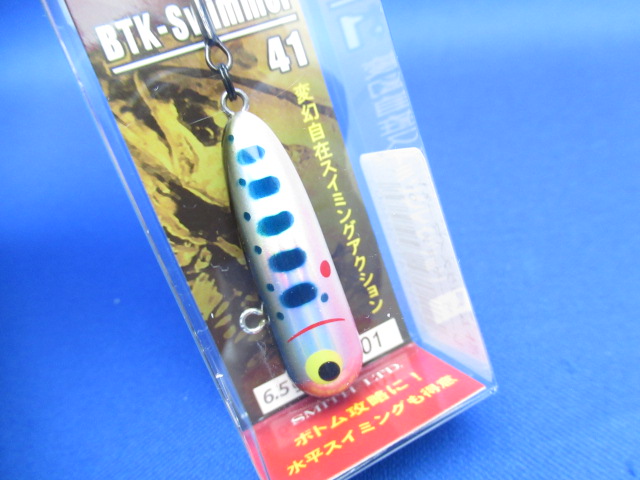 BTK-Swimmer
41
変幻自在スイミングアクション
6.5
01
SMITH LTD.
ボトム攻略に！
水平スイミングも得意